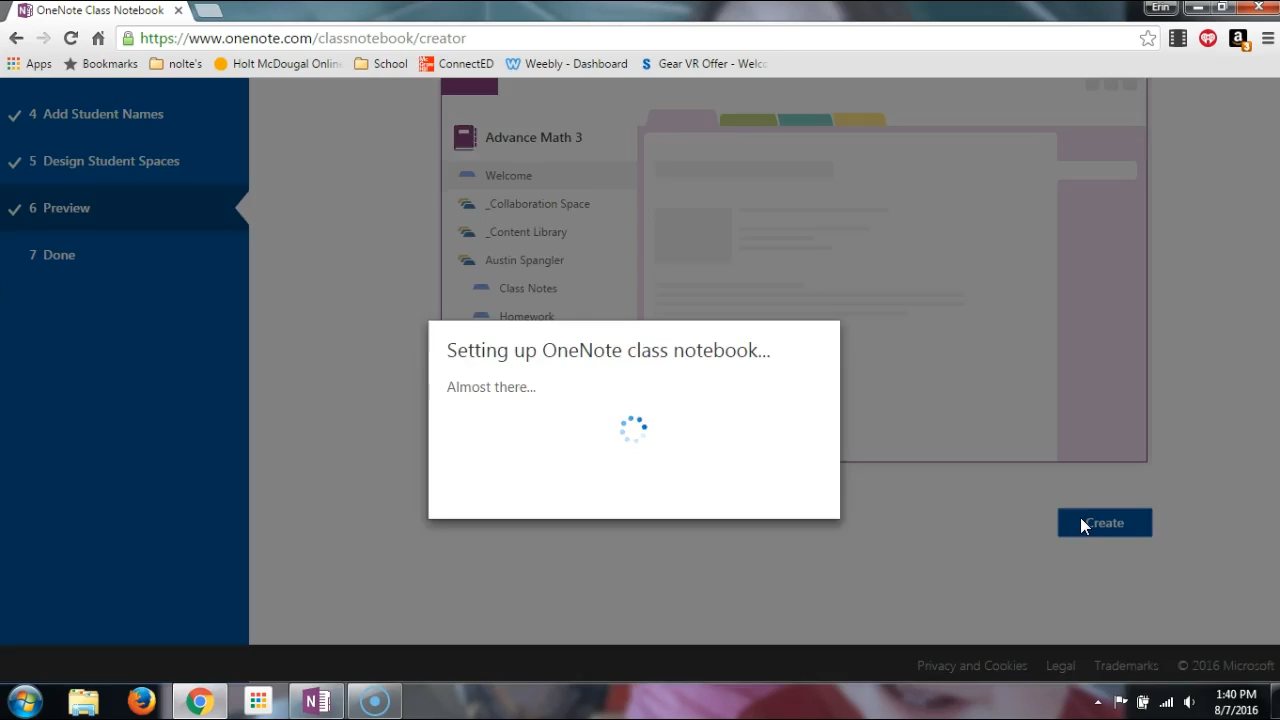 OneNote Class Notebook
Erin
https://www.onenote.com/classnotebook/creator
3
Apps Bookmarks nolte's Holt McDougal Onlin School ConnectED Weebly - Dashboard Gear VR Offer - Welc
4 Add Student Names
5 Design Student Spaces
6 Preview
7 Done
Advance Math 3
Welcome
_Collaboration Space
_Content Library
Austin Spangler
Class Notes
Homework
Setting up OneNote class notebook...
Almost there...
Create
Privacy and Cookies Legal Trademarks © 2016 Microsoft
1:40 PM
8/7/2016